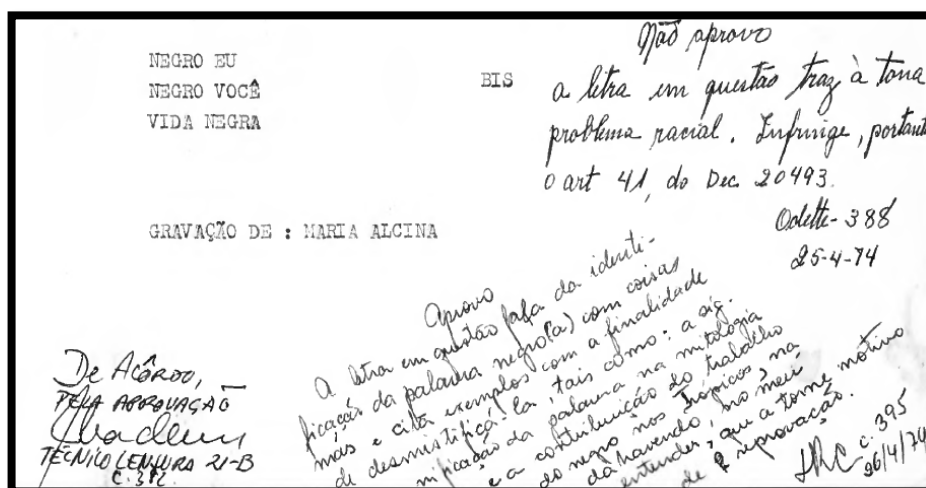 NEGRO EU
NEGRO VOCÊ
VIDA NEGRA
BIS
GRAVAÇÃO DE : MARIA ALCINA
Não aprovo
a letra em questão traz à tona
problema racial. Infringe, portanto
o art 41, do Dec. 20493.
Odette - 388
25-4-74
Aprovo
A letra em questão fala da identi-
ficação da palavra negro(a) com coisas
más e cita exemplos com a finalidade
de desmistificá-la, tais como: a sig-
nificação da palavra na mitologia
e a contribuição do trabalho
do negro nos trópicos, na
da havendo, no meu
entender, que a torne motivo
de reprovação.
c. 395
26/4/74
De Acôrdo,
PELA APROVAÇÃO
TÉCNICO CENSURA 21-B
C. 382